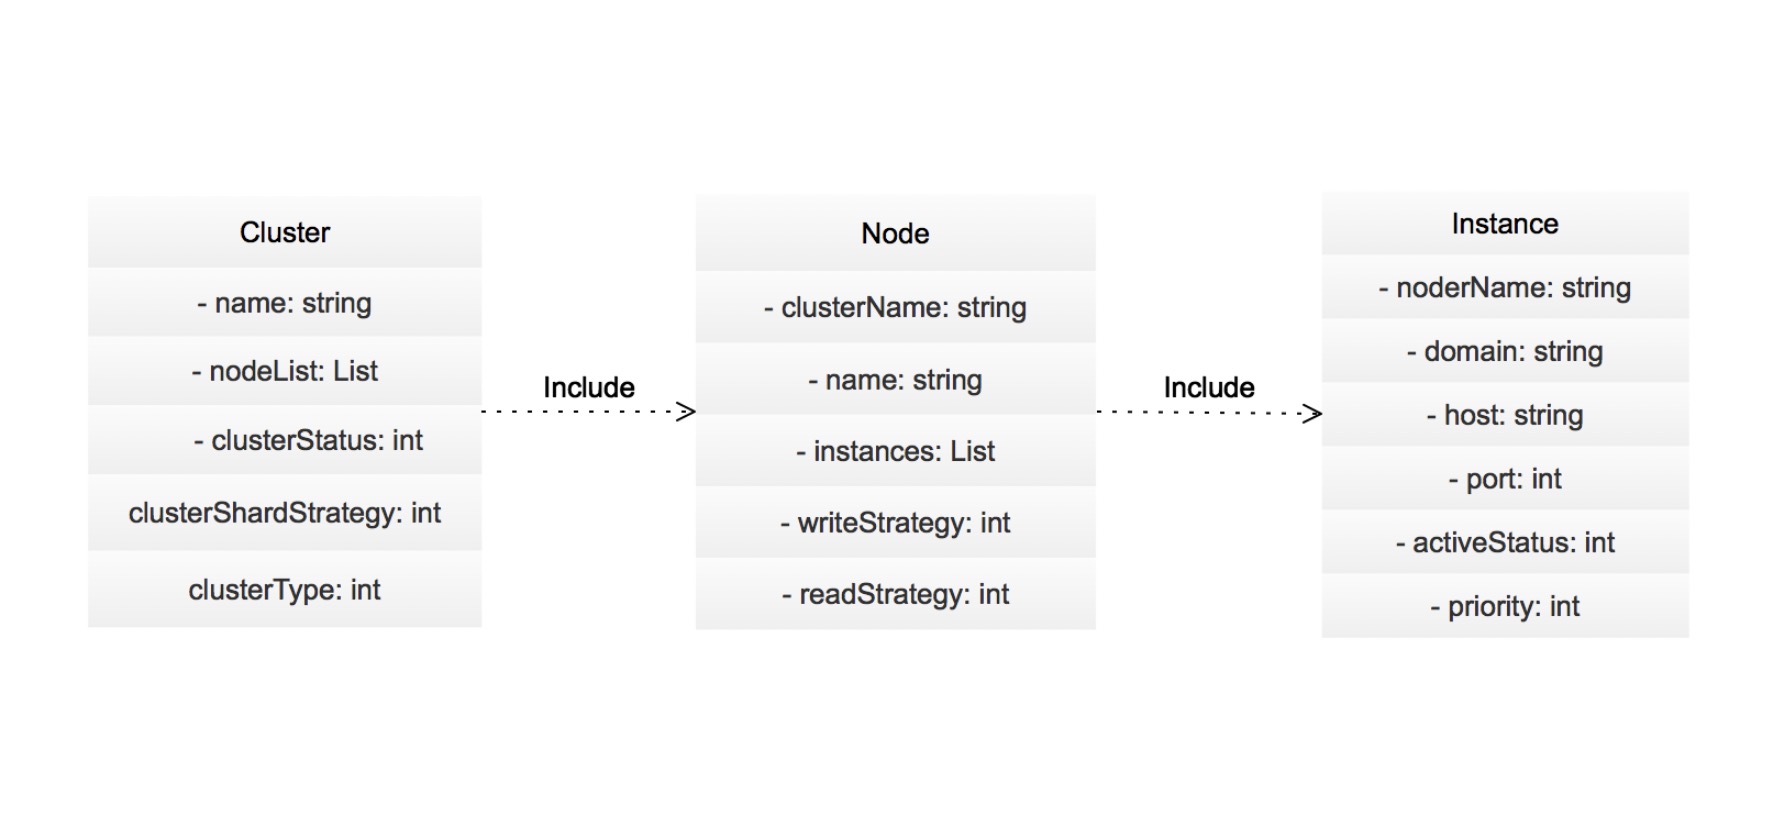 Cluster
- name: string
- nodeList: List
- clusterStatus: int
clusterShardStrategy: int
clusterType: int
Include
Node
- clusterName: string
- name: string
- instances: List
- writeStrategy: int
- readStrategy: int
Include
Instance
- noderName: string
- domain: string
- host: string
- port: int
- activeStatus: int
- priority: int